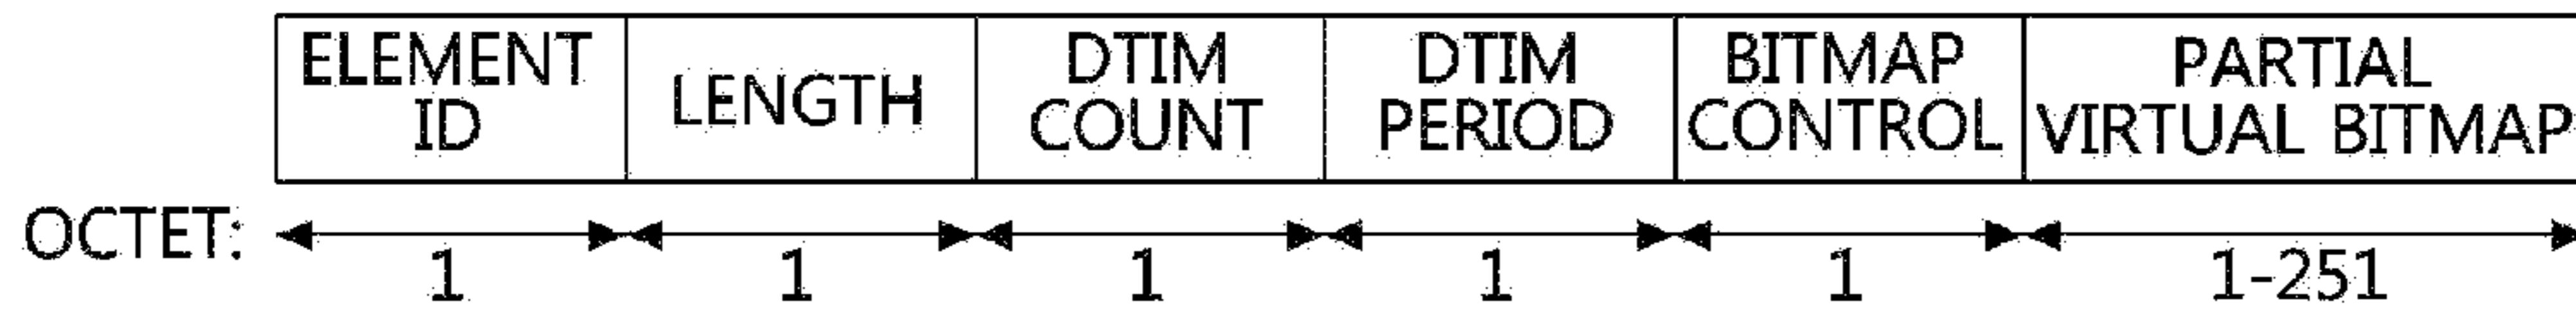 ELEMENT
ID
LENGTH
DTIM
COUNT
DTIM
PERIOD
BITMAP
CONTROL
PARTIAL
VIRTUAL BITMAP
OCTET:
1
1
1
1
1
1-251